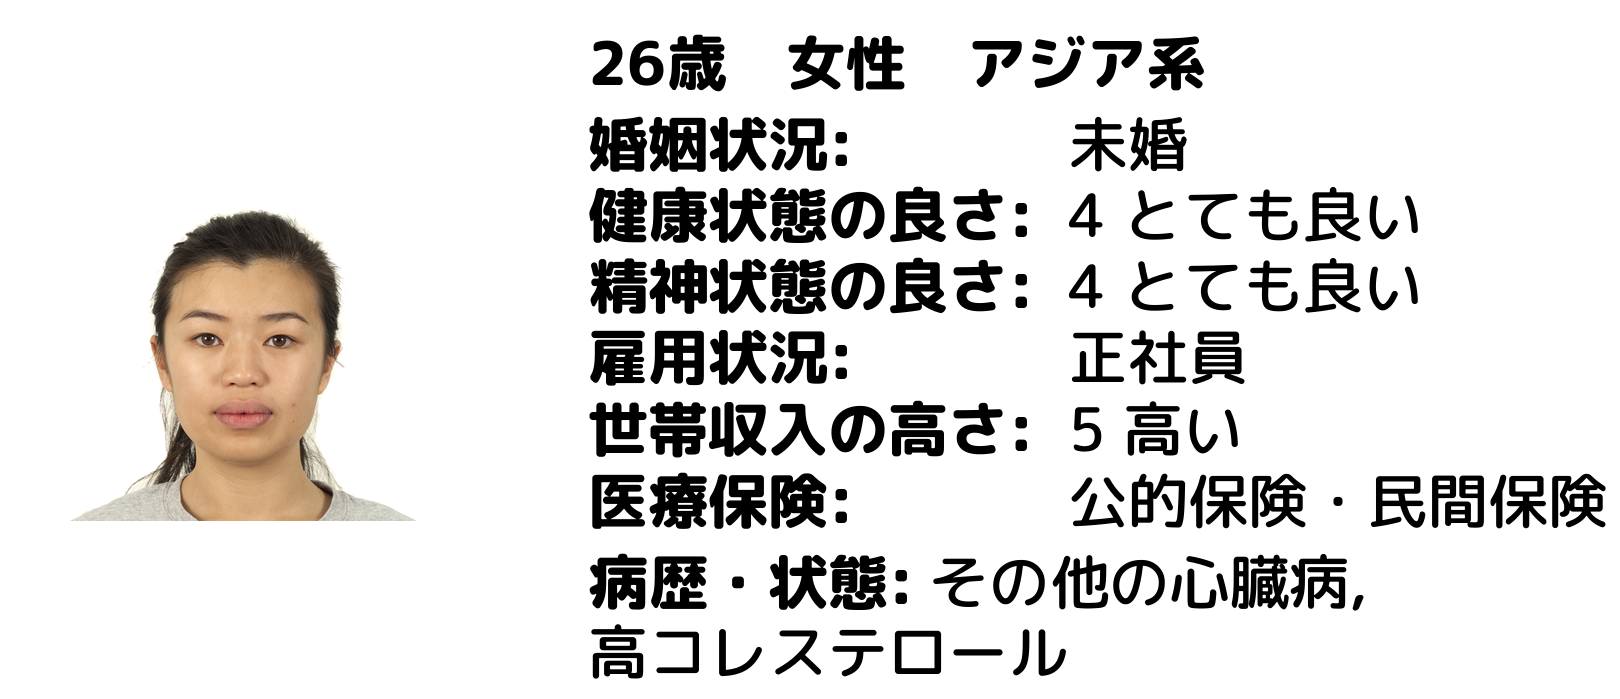 26歳　女性　アジア系
婚姻状況: 未婚
健康状態の良さ: 4 とても良い
精神状態の良さ: 4 とても良い
雇用状況: 正社員
世帯収入の高さ: 5 高い
医療保険: 公的保険・民間保険
病歴・状態: その他の心臓病,
高コレステロール